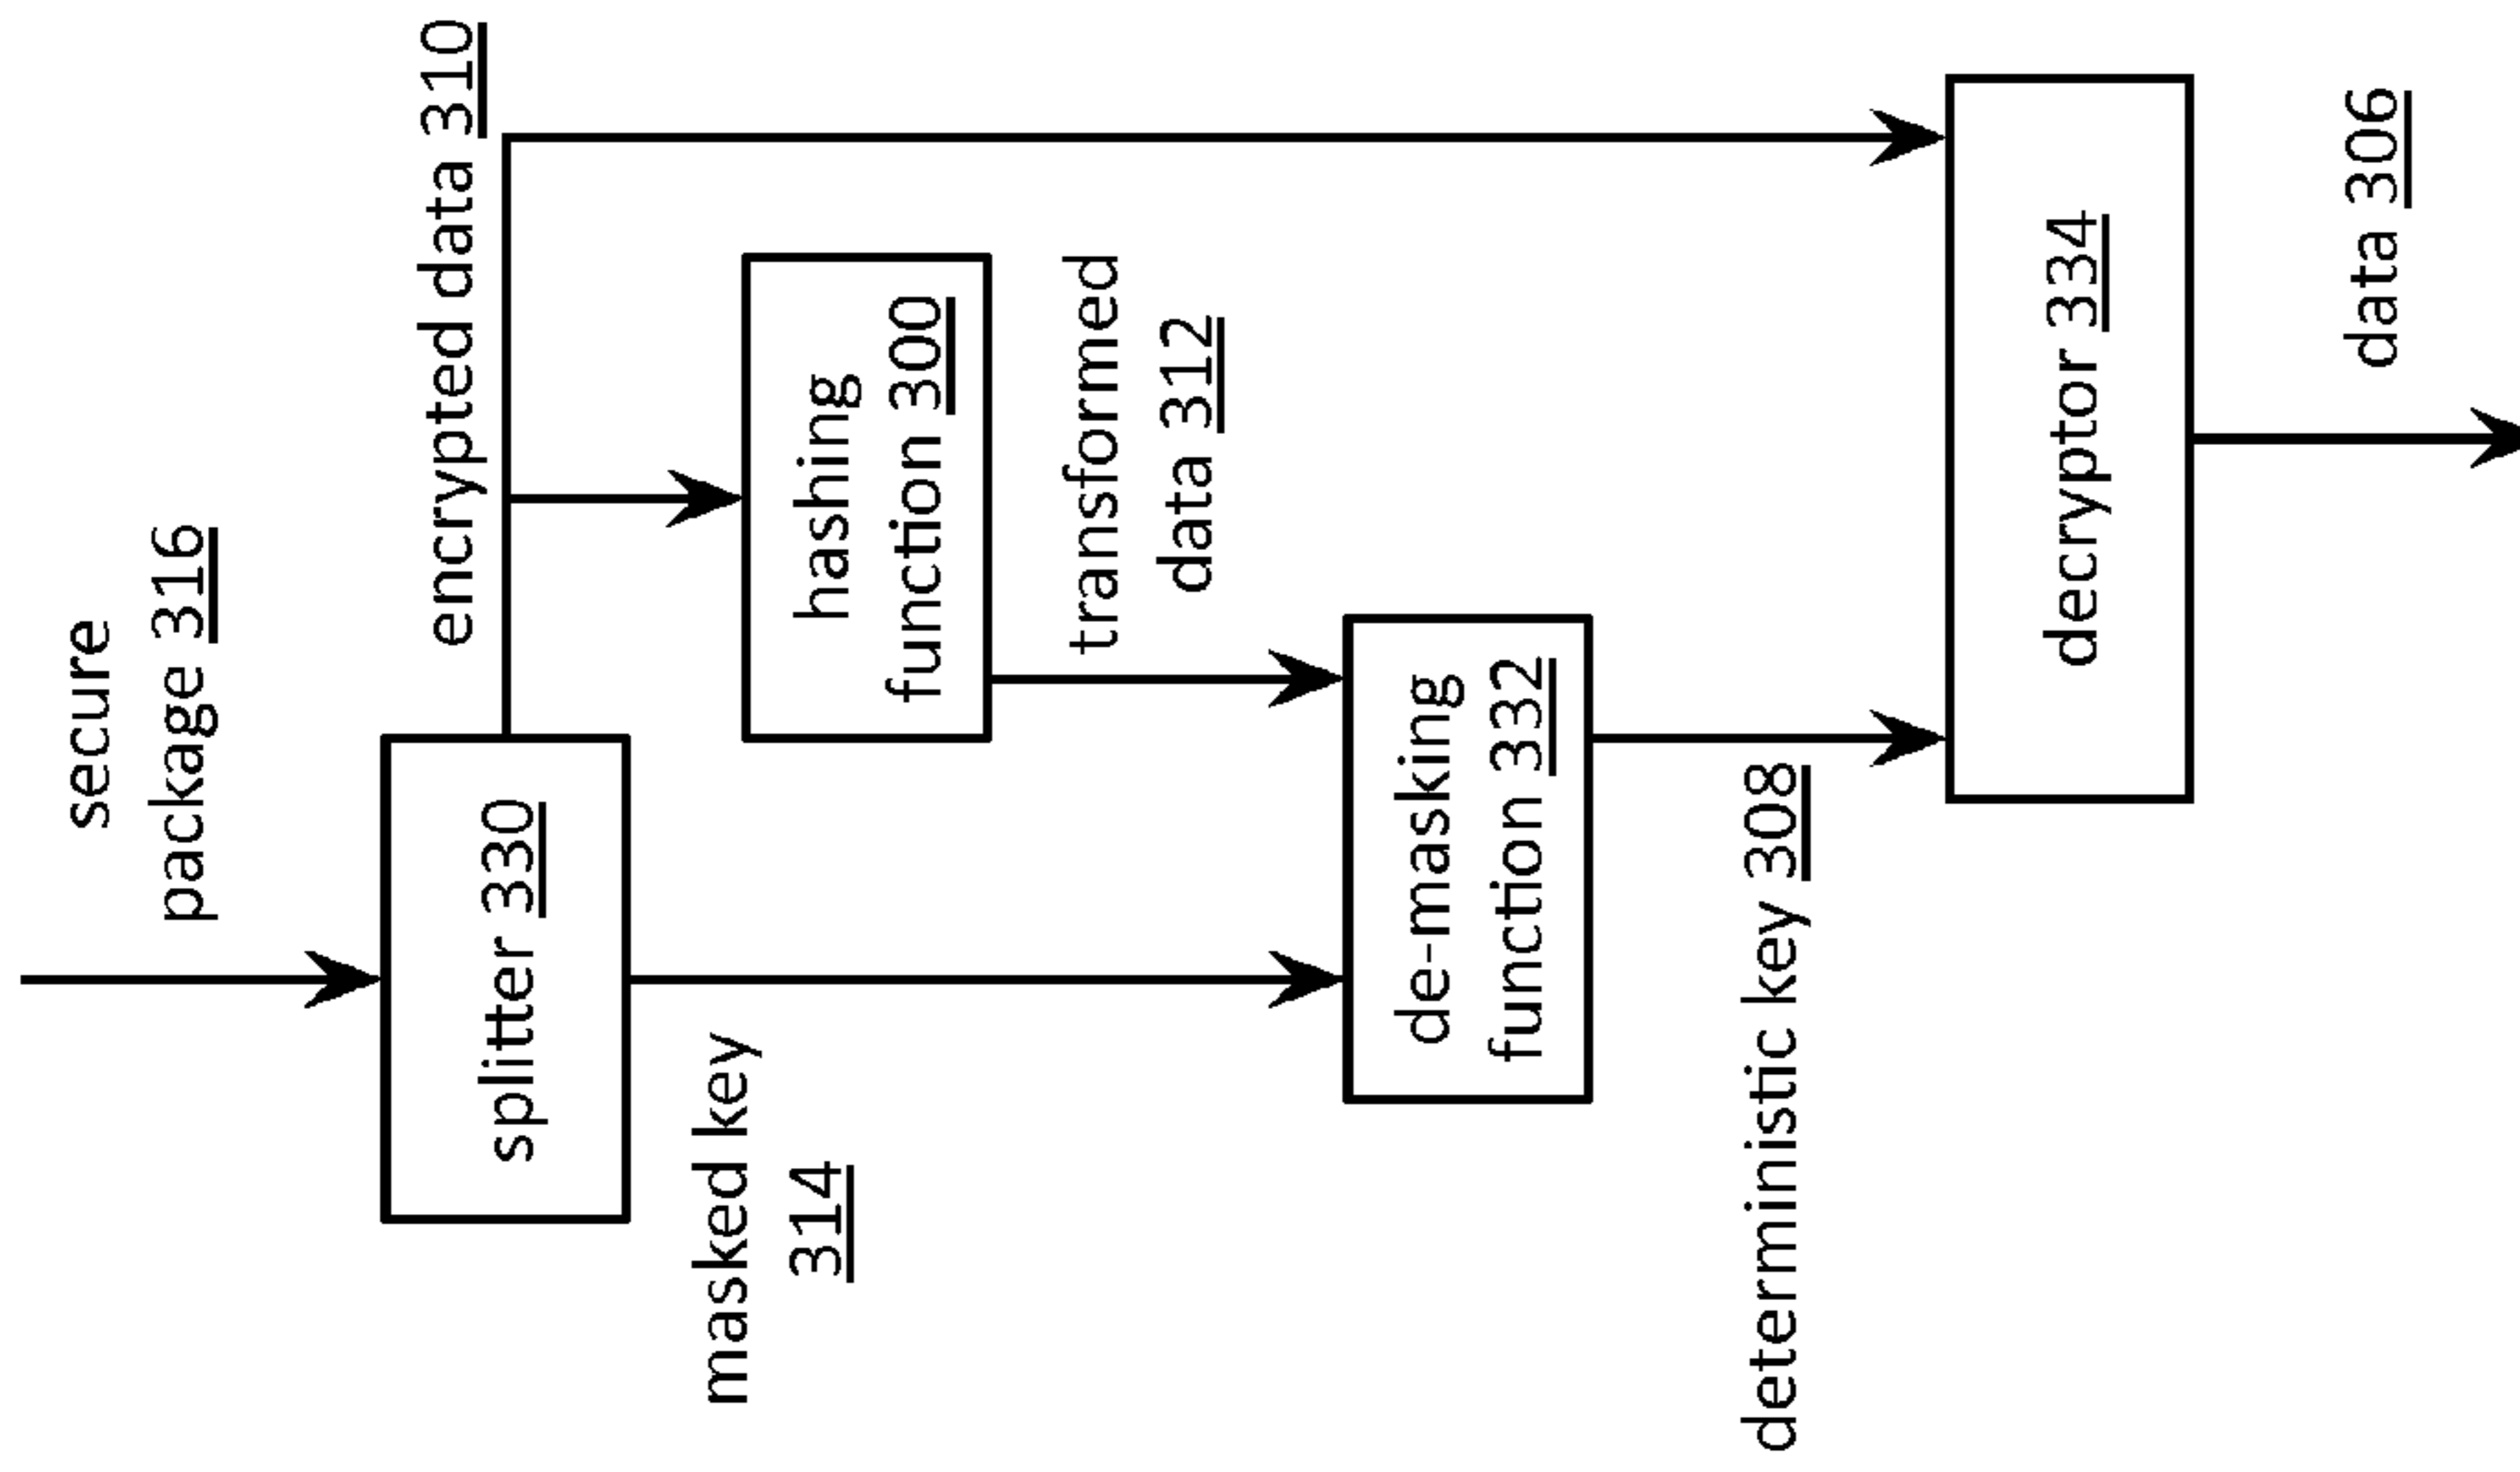 secure
package 316
encrypted data 310
splitter 330
masked key
314
hashing
function 300
transformed
data 312
de-masking
function 332
deterministic key 308
decryptor 334
data 306